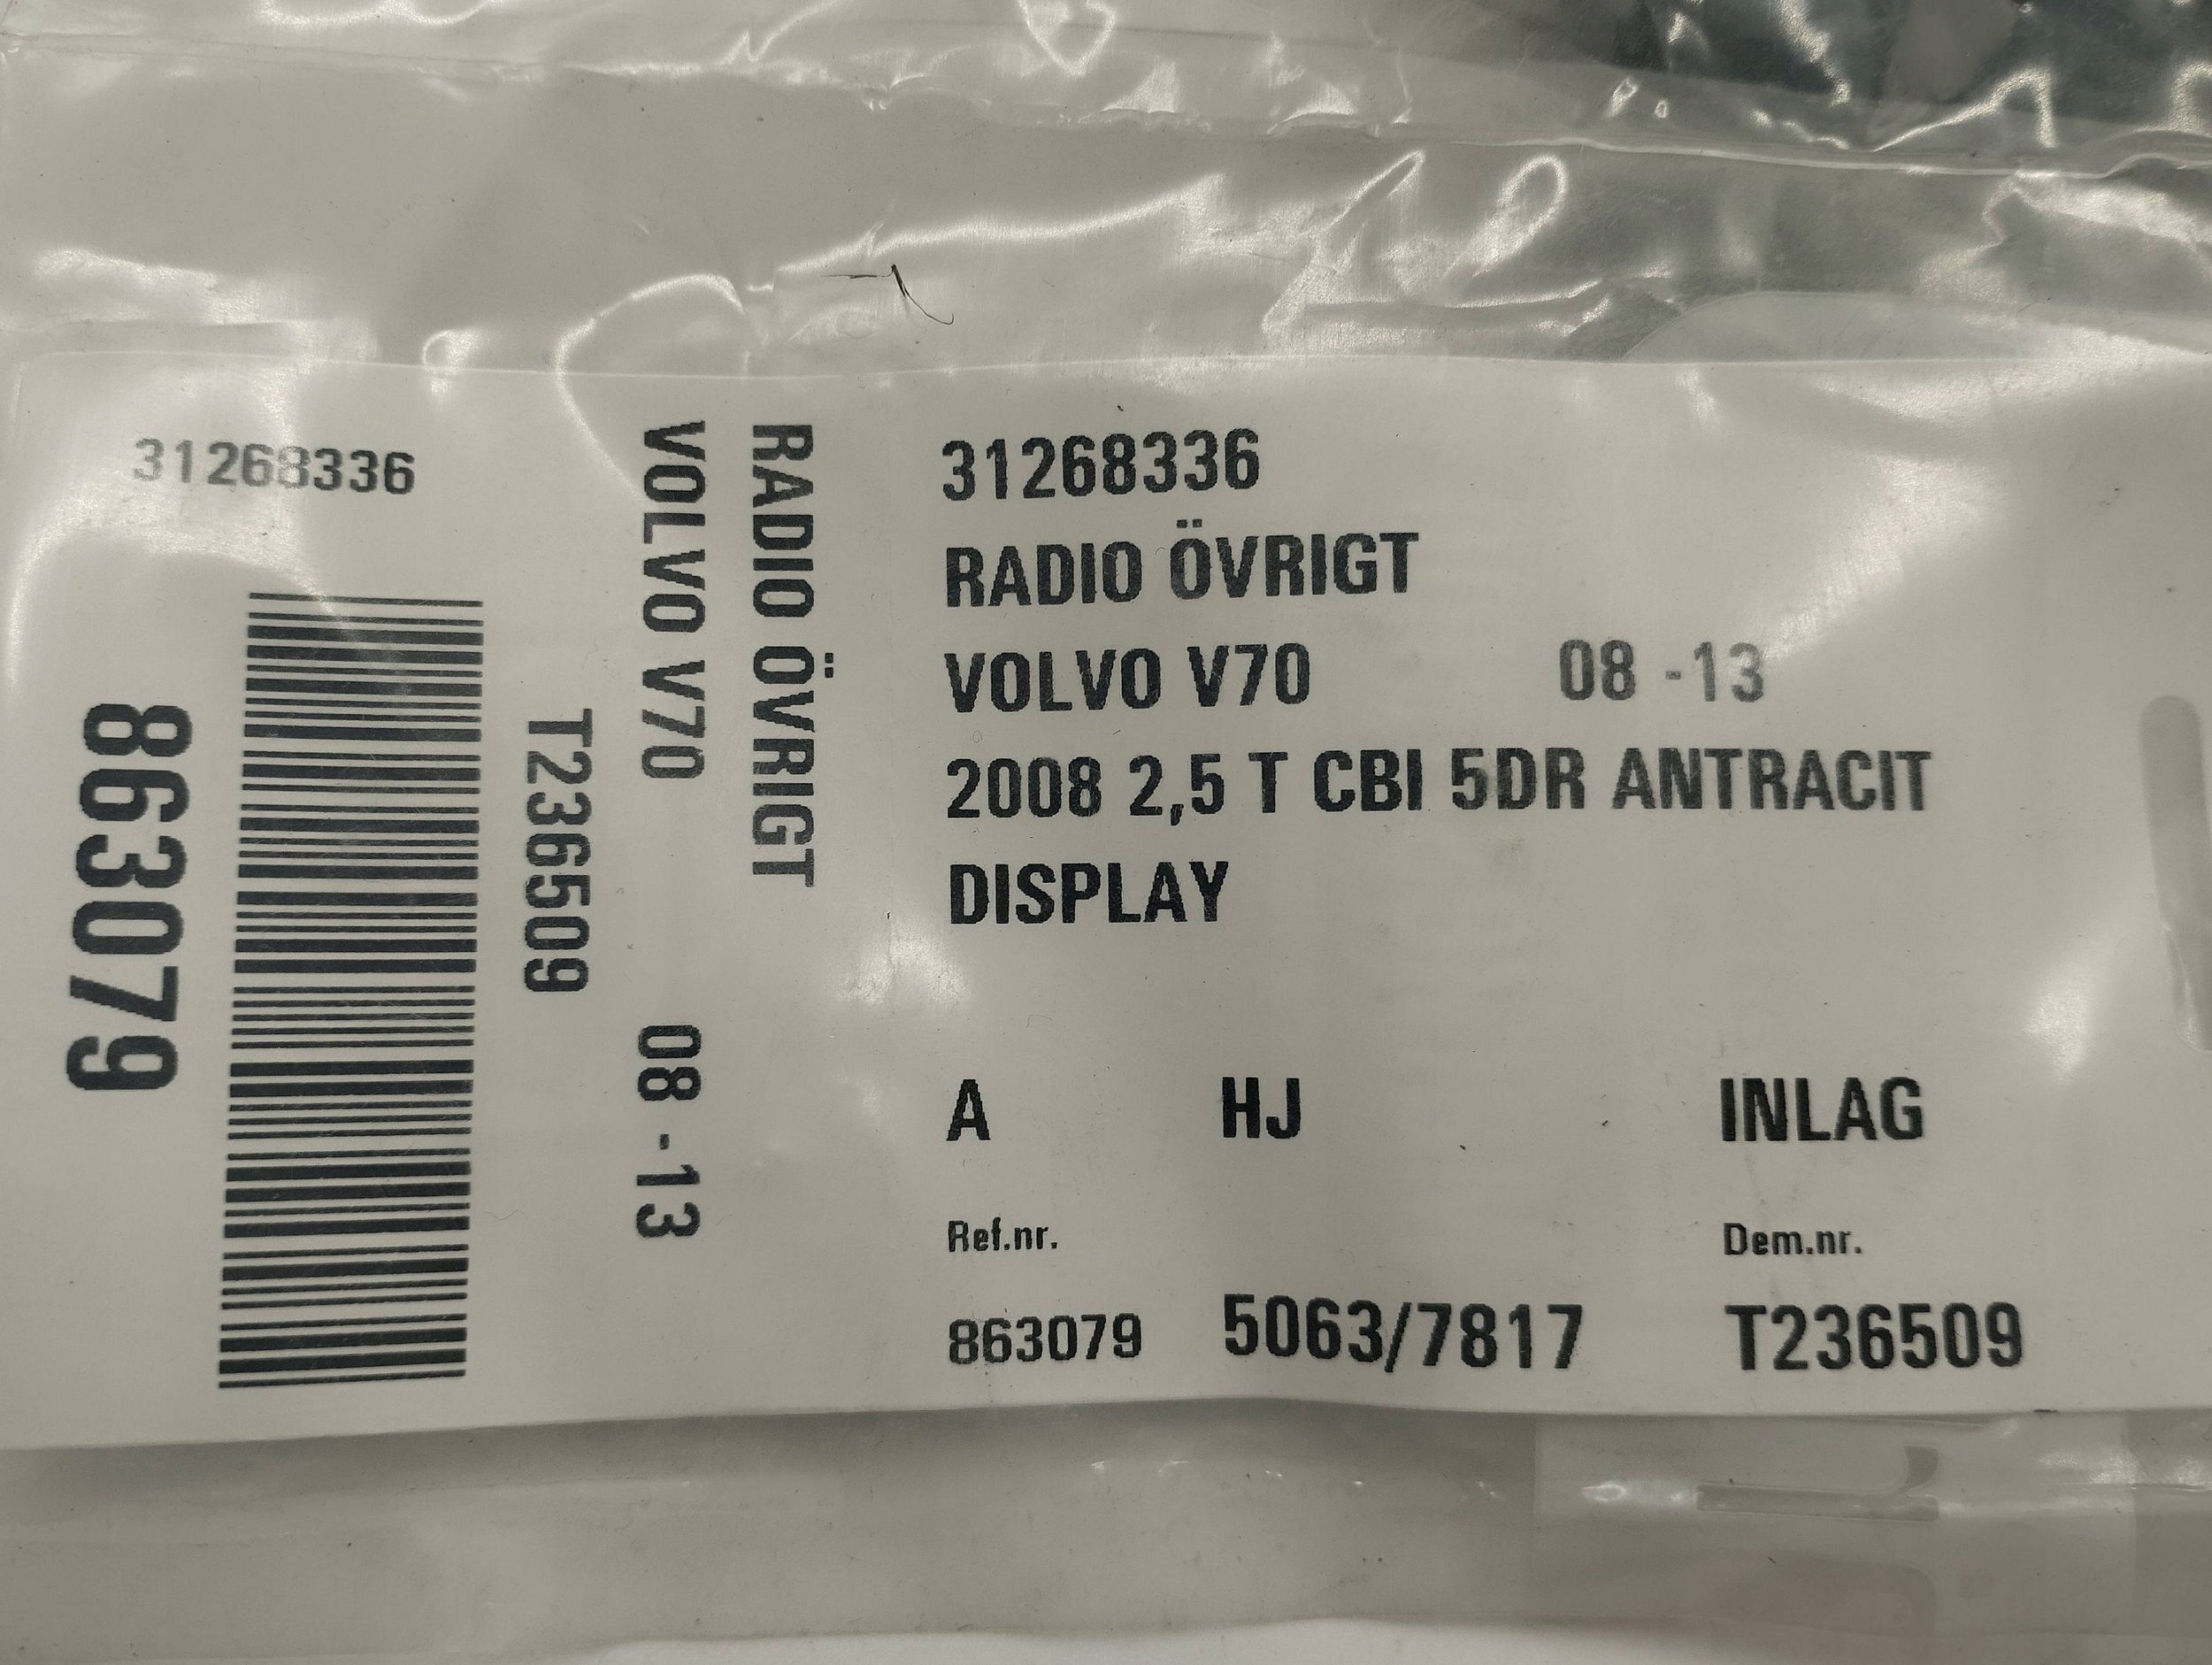 31268336
863079
T236509
VOLVO V70 08 -13
RADIO ÖVRIGT
31268336
RADIO ÖVRIGT
VOLVO V70 08 -13
2008 2,5 T CBI 5DR ANTRACIT
DISPLAY
A HJ INLAG
Ref.nr. Dem.nr.
863079 5063/7817 T236509